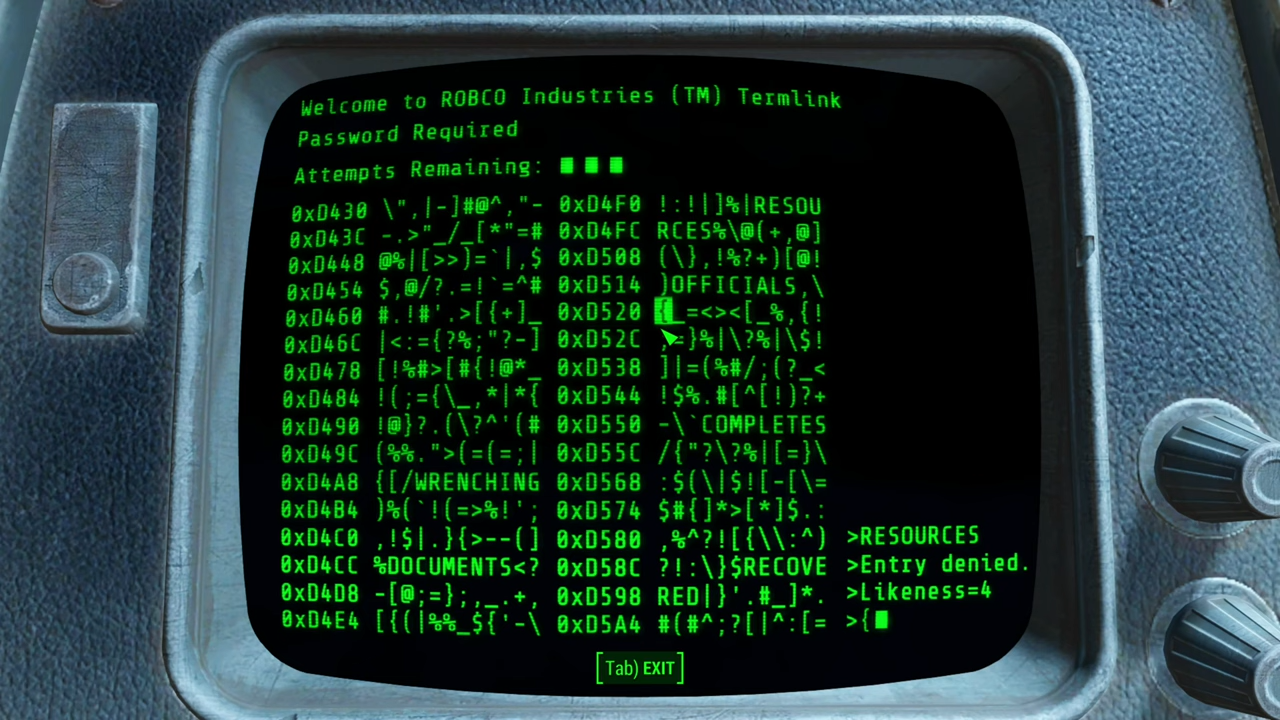 Welcome to ROBCO Industries (TM) Termlink
Password Required
Attempts Remaining: ■ ■ ■
0xD430 \",|-]#@^,"- 0xD4F0 !:!|]%|RESOU
0xD43C -.>"_/_[*"=# 0xD4FC RCES%\@(+,@]
0xD448 @%|[>>)=`|,$ 0xD508 (\},!%?+)[@!
0xD454 $,@/?.=!`=^# 0xD514 )OFFICIALS,\
0xD460 #.!#'.>[{+]_ 0xD520 {_=<><[_%,{!
0xD46C |<:={?%;"?-] 0xD52C ,=}%|\?%|\$!
0xD478 [!%#>[#{!@*_ 0xD538 ]|=(%#/;(?_<
0xD484 !(;={\_,*|*{ 0xD544 !$%.#[^[!)?+
0xD490 !@}?.(\?^'(# 0xD550 -\`COMPLETES
0xD49C (%%.">(=(=;| 0xD55C /{"?\?%|[=}\
0xD4A8 {[/WRENCHING 0xD568 :$(\|$![-[\=
0xD4B4 )%(`!(=>%!'; 0xD574 $#{]*>[*]$.:
0xD4C0 ,!$|.}{>--(] 0xD580 ,%^?![{\\:^) >RESOURCES
0xD4CC %DOCUMENTS<? 0xD58C ?!:\}$RECOVE >Entry denied.
0xD4D8 -[@;=};,_.+, 0xD598 RED|}'.#_]*. >Likeness=4
0xD4E4 [{(|%%_${'-\ 0xD5A4 #(#^;?[|^:[= >{■
[Tab) EXIT]